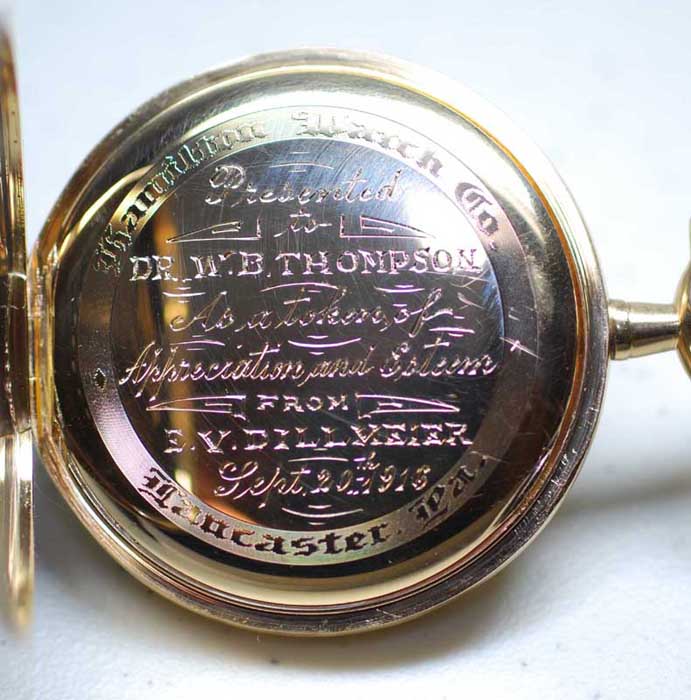 Hamilton Watch Co.
Presented
to
DR. W. B. THOMPSON
As a token, of
Appreciation, and Esteem
FROM
E. V. DILLMEIER
Sept. 20th 1916
Lancaster, Pa.